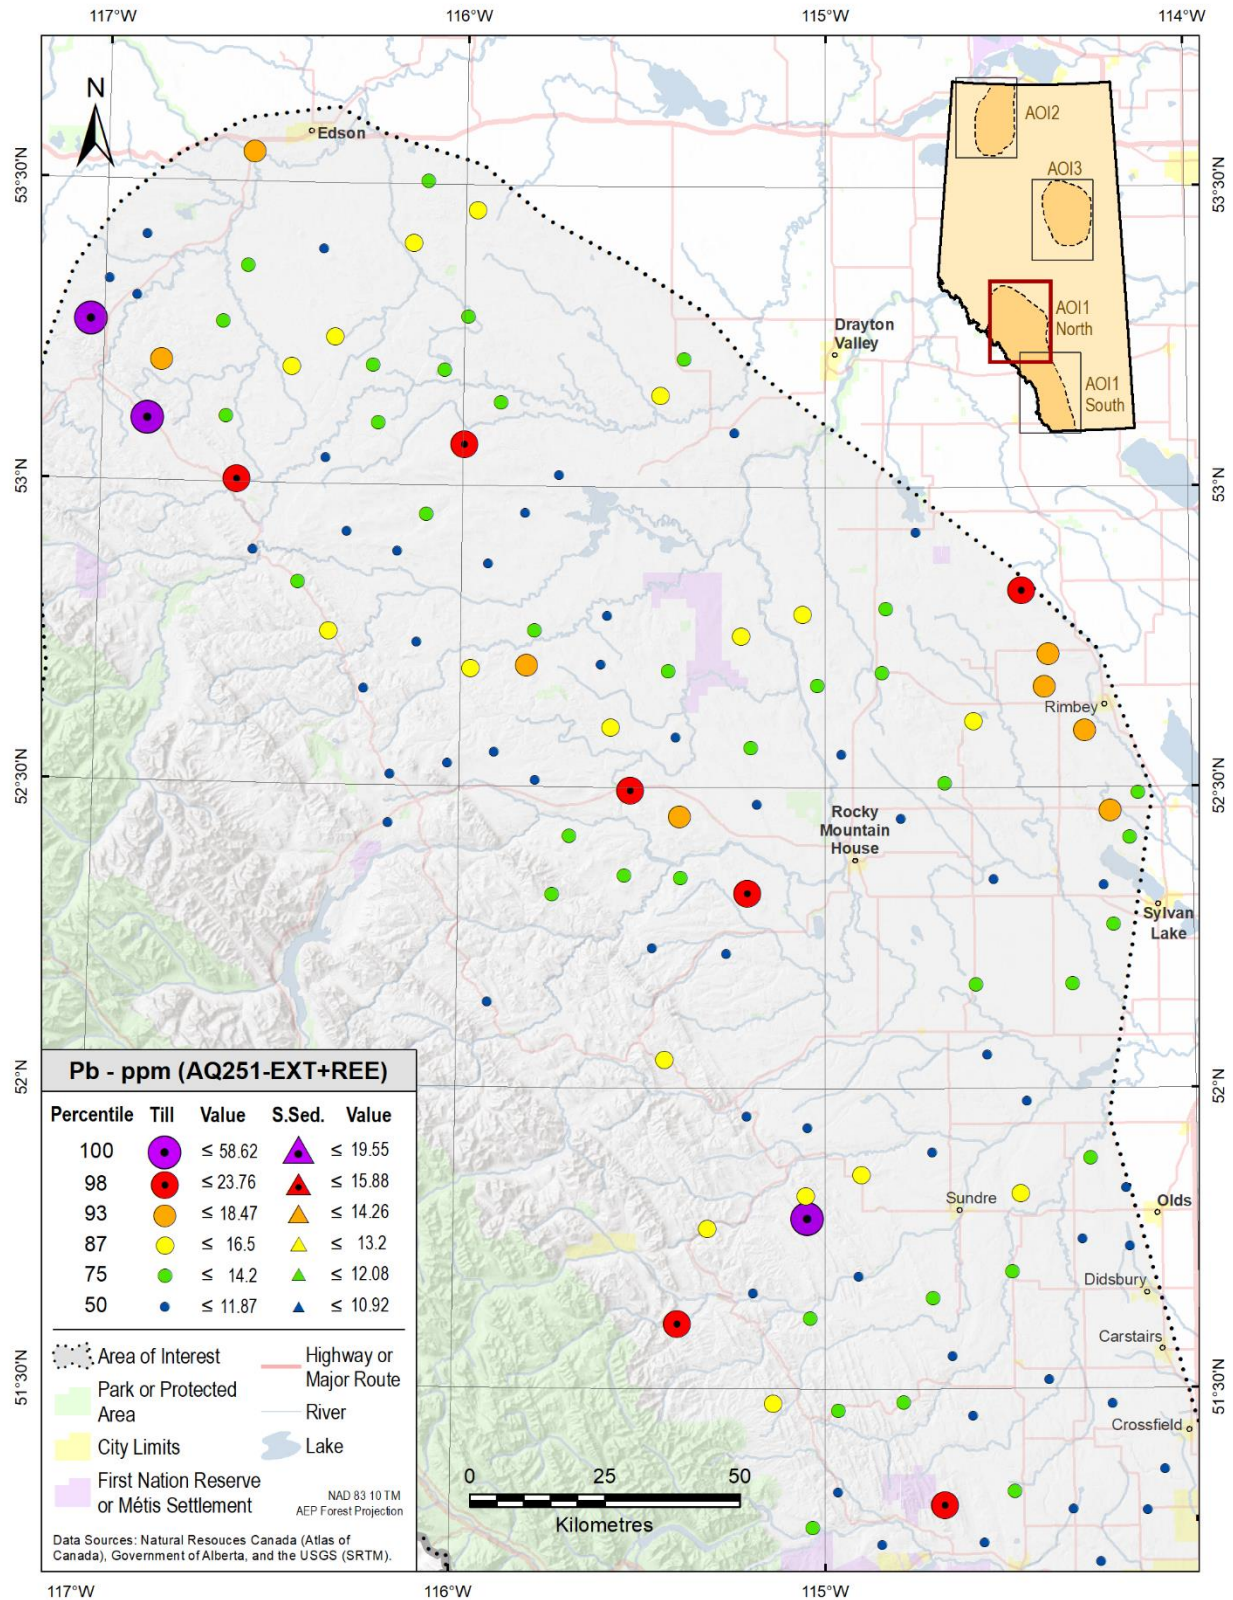 117°W 116°W 115°W 114°W
N
Edson
53°30'N
53°30'N
AOI2
AOI3
AOI1
North
AOI1
South
Drayton
Valley
53°N
53°N
Rimbey
52°30'N
52°30'N
Rocky
Mountain
House
Sylvan
Lake
52°N
52°N
Sundre
Olds
Didsbury
Carstairs
51°30'N
51°30'N
Crossfield
Pb - ppm (AQ251-EXT+REE)
Percentile Till Value S.Sed. Value
100 ≤ 58.62 ≤ 19.55
98 ≤ 23.76 ≤ 15.88
93 ≤ 18.47 ≤ 14.26
87 ≤ 16.5 ≤ 13.2
75 ≤ 14.2 ≤ 12.08
50 ≤ 11.87 ≤ 10.92
Area of Interest
Park or Protected
Area
City Limits
First Nation Reserve
or Métis Settlement
Highway or
Major Route
River
Lake
NAD 83 10 TM
AEP Forest Projection
Data Sources: Natural Resouces Canada (Atlas of
Canada), Government of Alberta, and the USGS (SRTM).
0 25 50
Kilometres
117°W 116°W 115°W